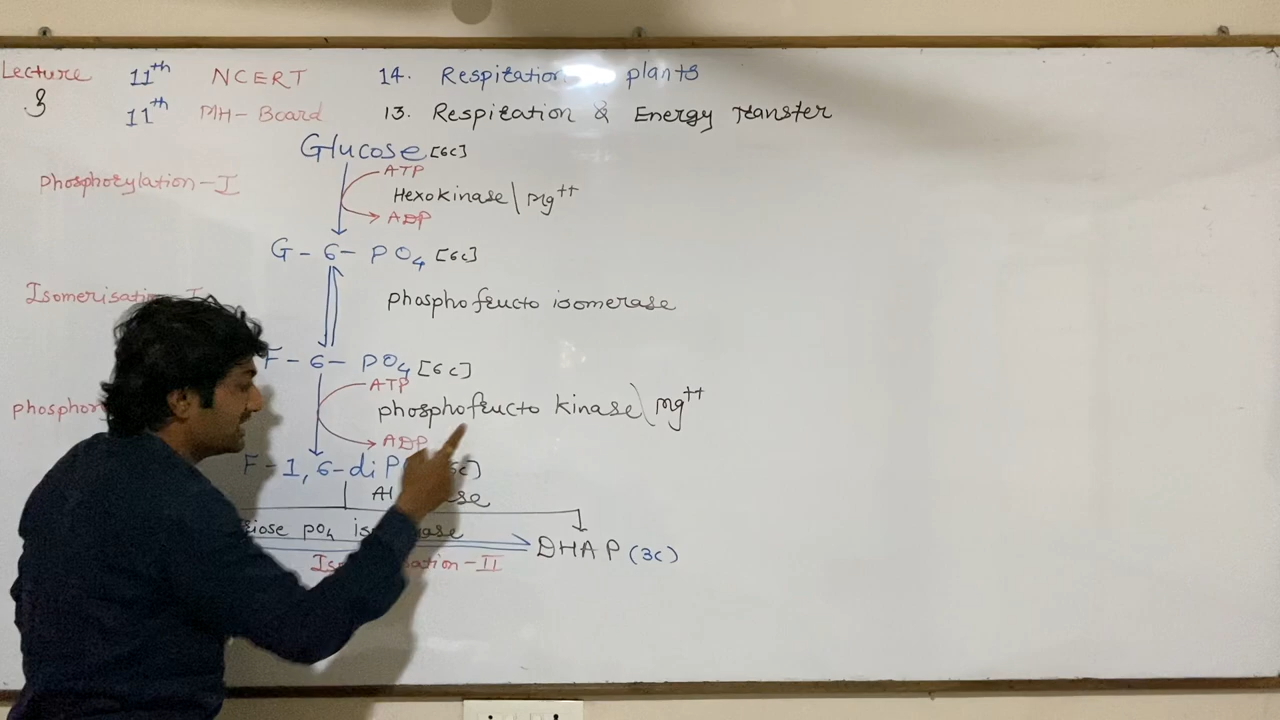 Lecture 11th NCERT 14. Respiration plants
11th MH-Board 13. Respiration & Energy Transfer
Glucose [6C]
ATP
Phosphorylation-I
Hexokinase\Mg++
ADP
G-6-PO4 [6C]
Isomerisation-I
phosphofructo isomerase
F-6-PO4 [6C]
ATP
phosphofructo kinase\Mg++
ADP
F-1,6-di
PO4
DHAP (3C)
-II